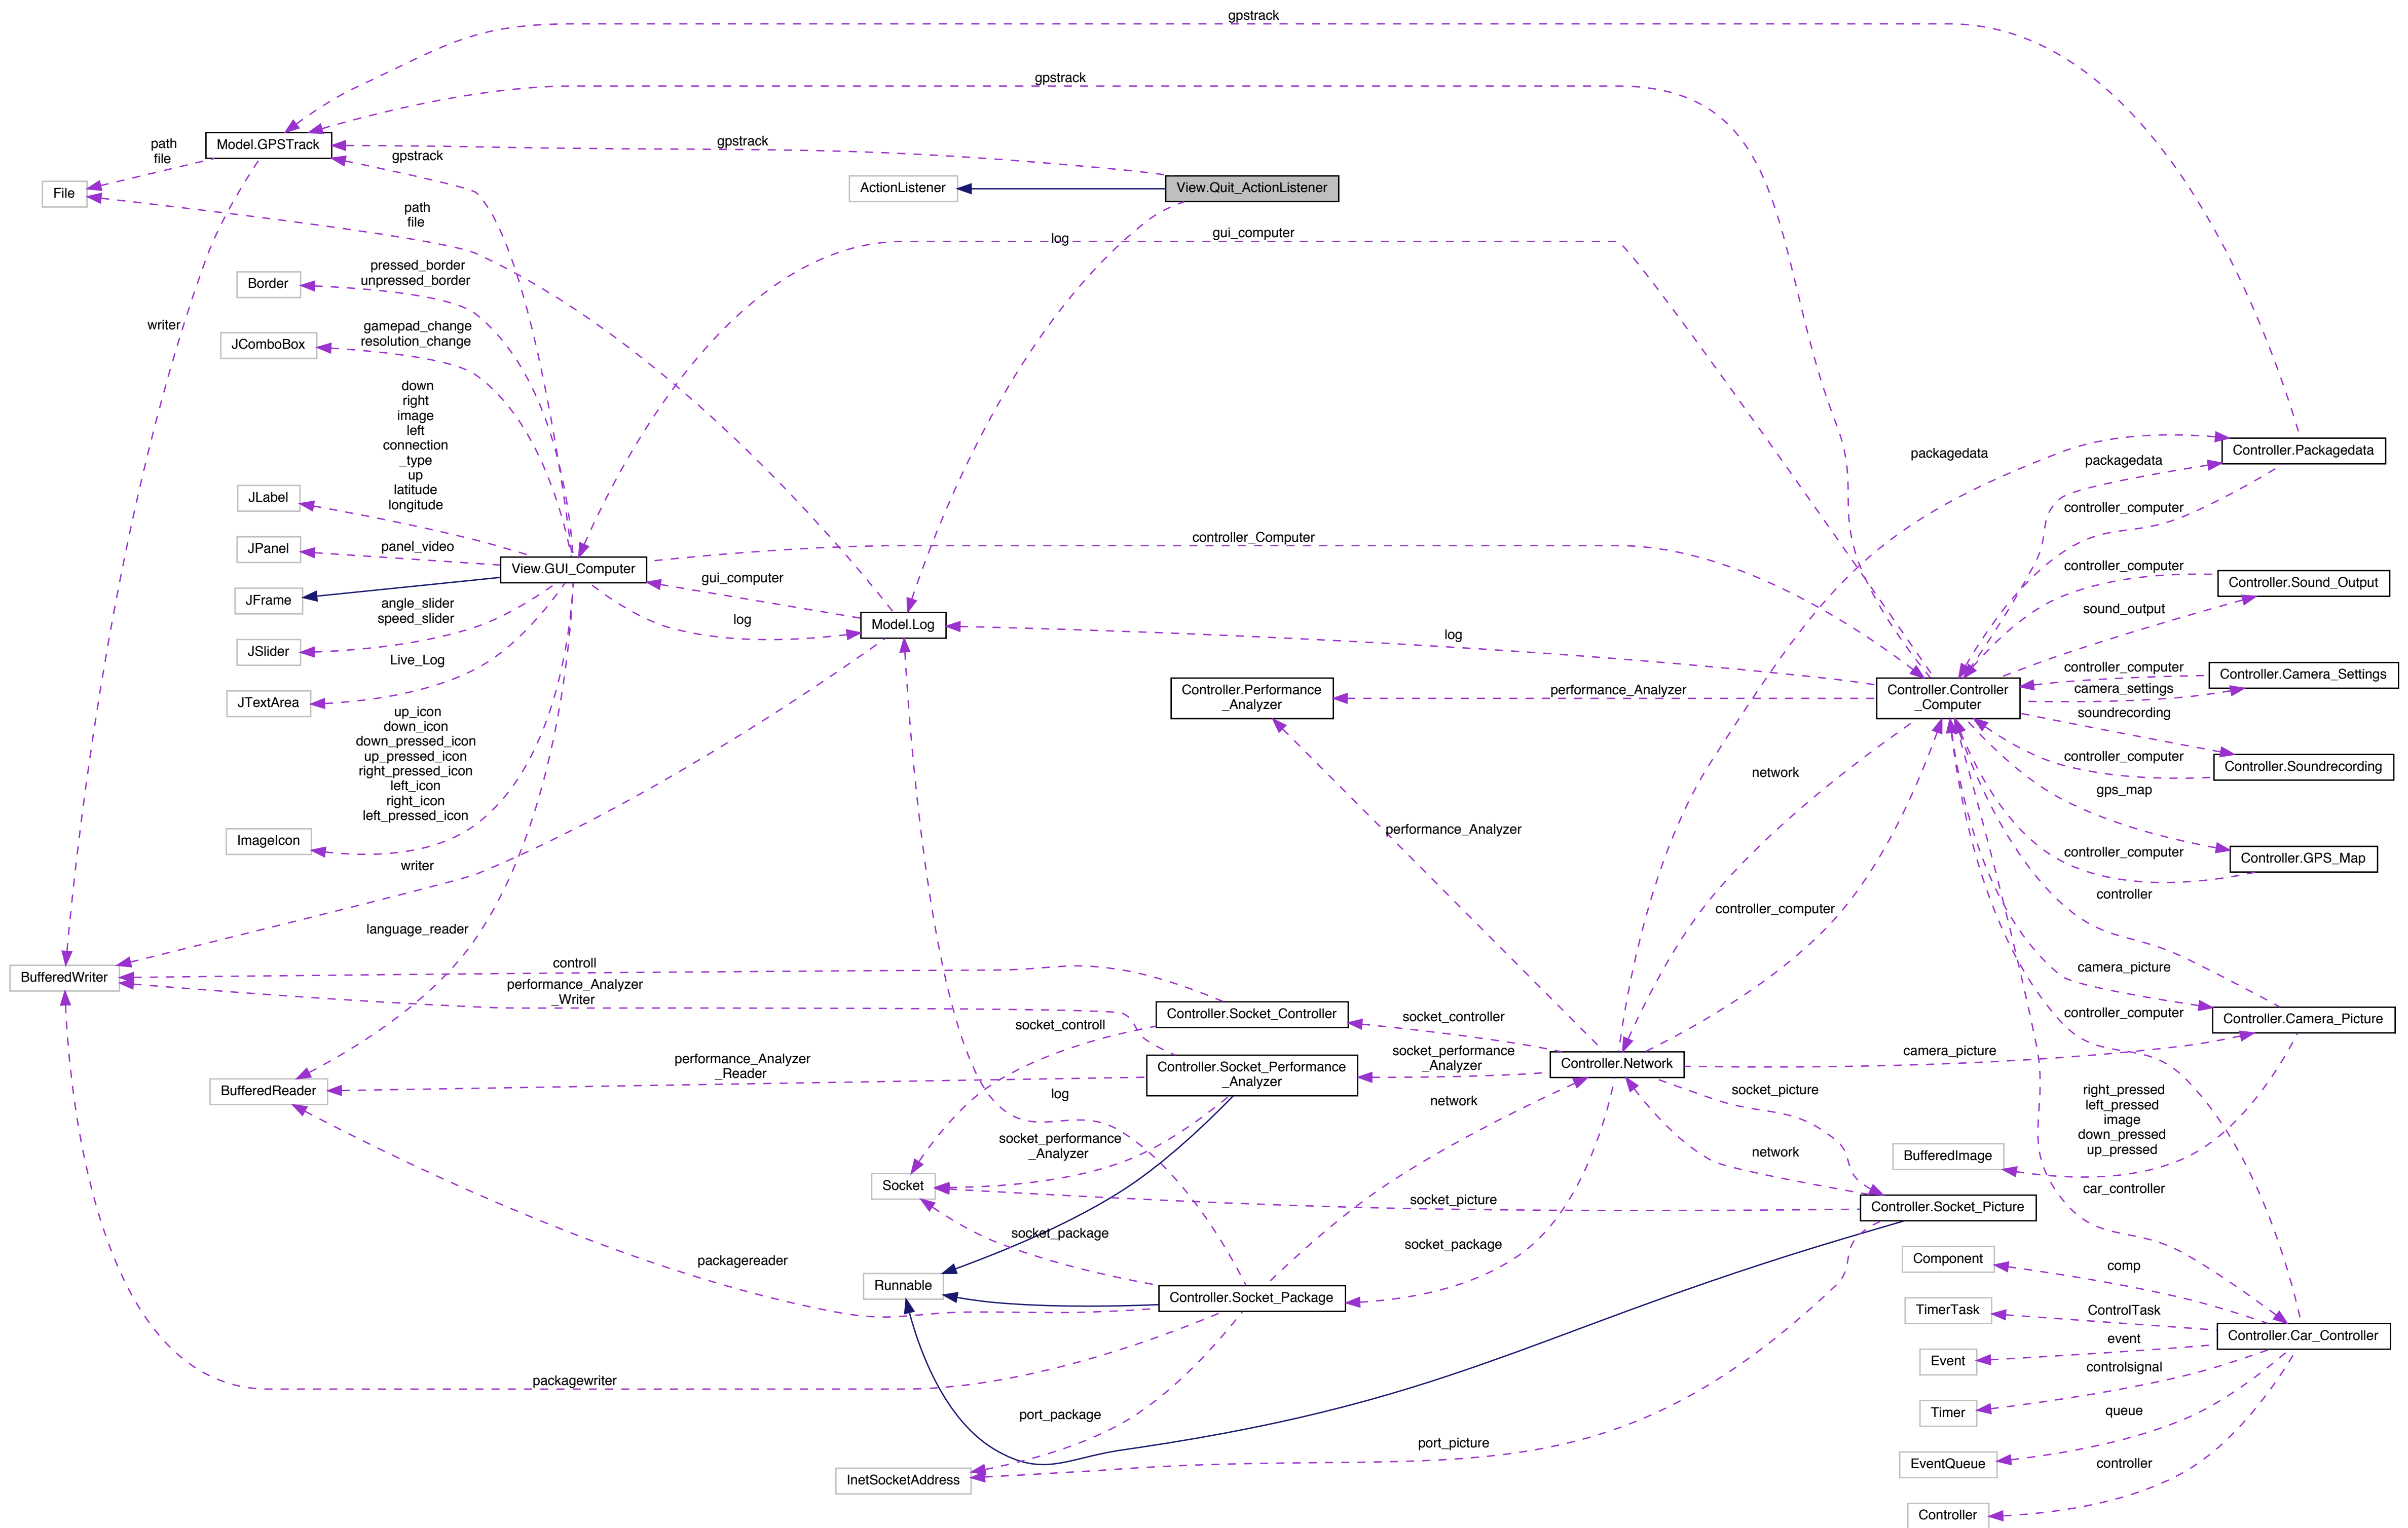 gpstrack
gpstrack
Model.GPSTrack
path
file
gpstrack
gpstrack
File
ActionListener
View.Quit_ActionListener
path
file
log
gui_computer
Border
pressed_border
unpressed_border
writer
JComboBox
gamepad_change
resolution_change
down
right
image
left
connection
_type
up
latitude
longitude
packagedata
Controller.Packagedata
packagedata
JLabel
controller_computer
JPanel
panel_video
View.GUI_Computer
controller_Computer
controller_computer
Controller.Sound_Output
gui_computer
JFrame
angle_slider
speed_slider
log
Model.Log
sound_output
log
JSlider
Live_Log
JTextArea
Controller.Performance
_Analyzer
performance_Analyzer
Controller.Controller
_Computer
controller_computer
camera_settings
Controller.Camera_Settings
soundrecording
up_icon
down_icon
down_pressed_icon
up_pressed_icon
right_pressed_icon
left_icon
right_icon
left_pressed_icon
controller_computer
Controller.Soundrecording
network
gps_map
ImageIcon
performance_Analyzer
writer
controller_computer
Controller.GPS_Map
controller
language_reader
controller_computer
BufferedWriter
controll
camera_picture
performance_Analyzer
_Writer
Controller.Socket_Controller
socket_controller
controller_computer
Controller.Camera_Picture
socket_controll
performance_Analyzer
_Reader
Controller.Socket_Performance
_Analyzer
socket_performance
_Analyzer
Controller.Network
camera_picture
BufferedReader
log
network
socket_picture
right_pressed
left_pressed
image
down_pressed
up_pressed
socket_performance
_Analyzer
network
BufferedImage
Socket
socket_picture
Controller.Socket_Picture
car_controller
socket_package
socket_package
packagereader
Runnable
Controller.Socket_Package
Component
comp
TimerTask
ControlTask
Controller.Car_Controller
event
Event
controlsignal
packagewriter
port_package
Timer
queue
port_picture
EventQueue
controller
InetSocketAddress
Controller